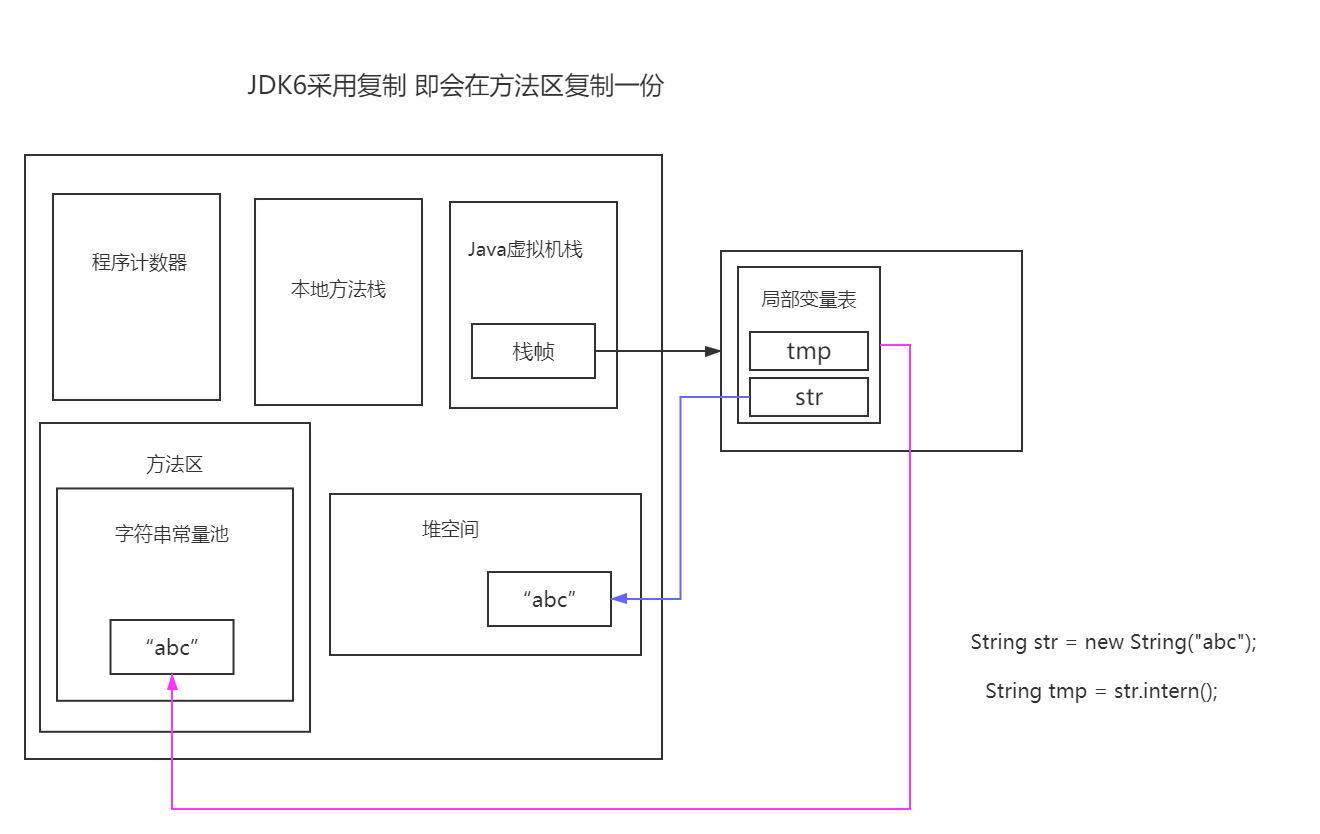 JDK6采用复制 即会在方法区复制一份
程序计数器
本地方法栈
Java虚拟机栈
栈帧
局部变量表
tmp
str
方法区
字符串常量池
“abc”
堆空间
“abc”
String str = new String("abc");
String tmp = str.intern();